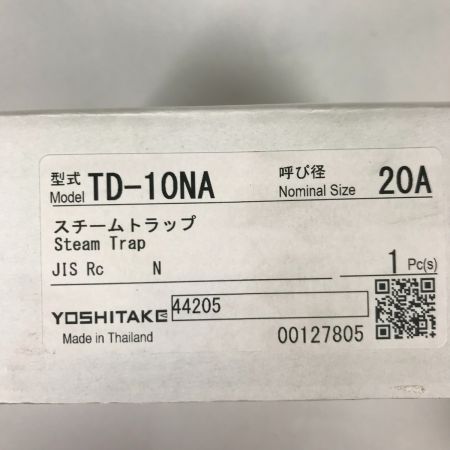 型式 Model TD-10NA 呼び径 Nominal Size 20A
スチームトラップ
Steam Trap
JIS Rc N 1 Pc(s)
YOSHITAKE 44205
Made in Thailand 00127805